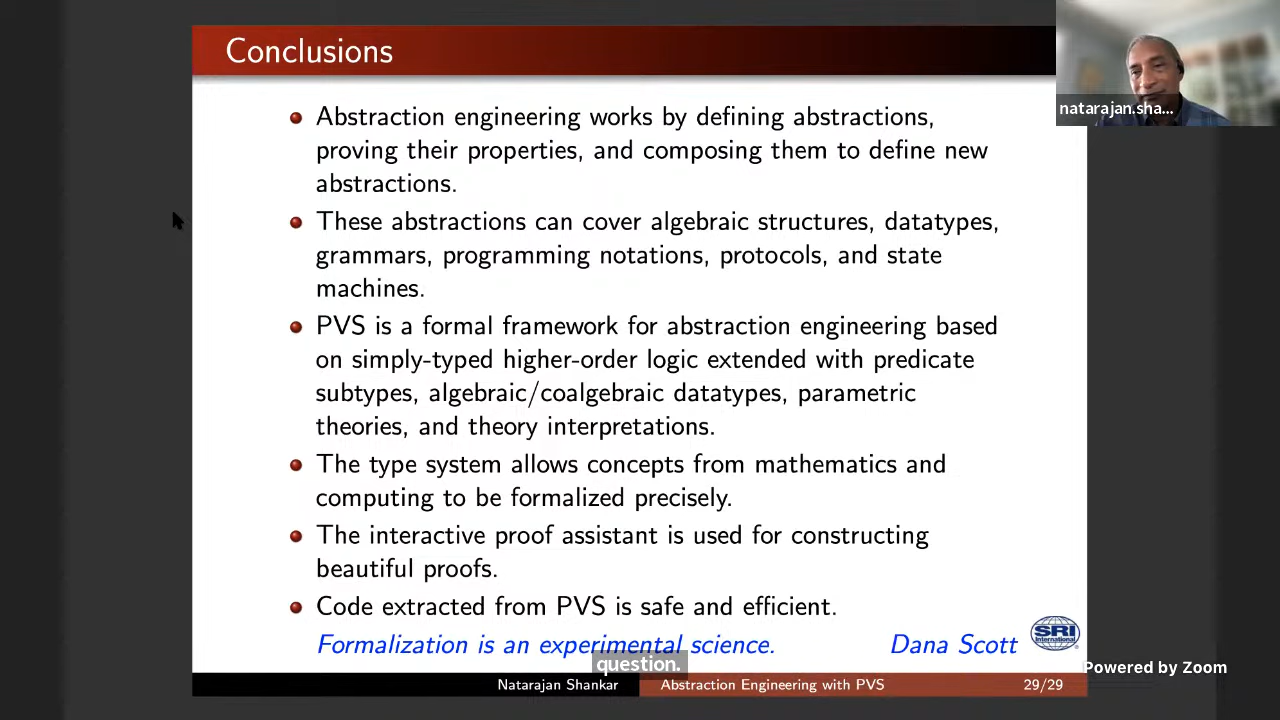 Conclusions
natarajan.sha...
Abstraction engineering works by defining abstractions,
proving their properties, and composing them to define new
abstractions.
These abstractions can cover algebraic structures, datatypes,
grammars, programming notations, protocols, and state
machines.
PVS is a formal framework for abstraction engineering based
on simply-typed higher-order logic extended with predicate
subtypes, algebraic/coalgebraic datatypes, parametric
theories, and theory interpretations.
The type system allows concepts from mathematics and
computing to be formalized precisely.
The interactive proof assistant is used for constructing
beautiful proofs.
Code extracted from PVS is safe and efficient.
Formalization is an experimental science. Dana Scott
SRI
International
question.
Powered by Zoom
Natarajan Shankar Abstraction Engineering with PVS 29/29